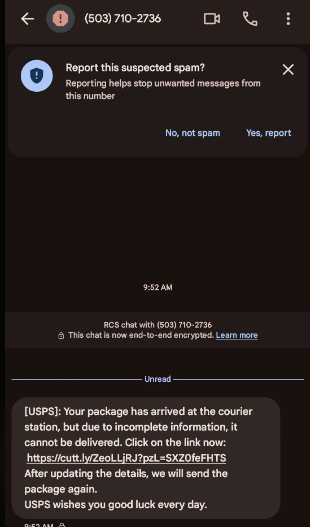 (503) 710-2736
Report this suspected spam?
Reporting helps stop unwanted messages from
this number
No, not spam Yes, report
9:52 AM
RCS chat with (503) 710-2736
This chat is now end-to-end encrypted. Learn more
Unread
[USPS]: Your package has arrived at the courier
station, but due to incomplete information, it
cannot be delivered. Click on the link now:
https://cutt.ly/ZeoLLjRJ?pzL=SXZ0feFHTS
After updating the details, we will send the
package again.
USPS wishes you good luck every day.
9:52 AM